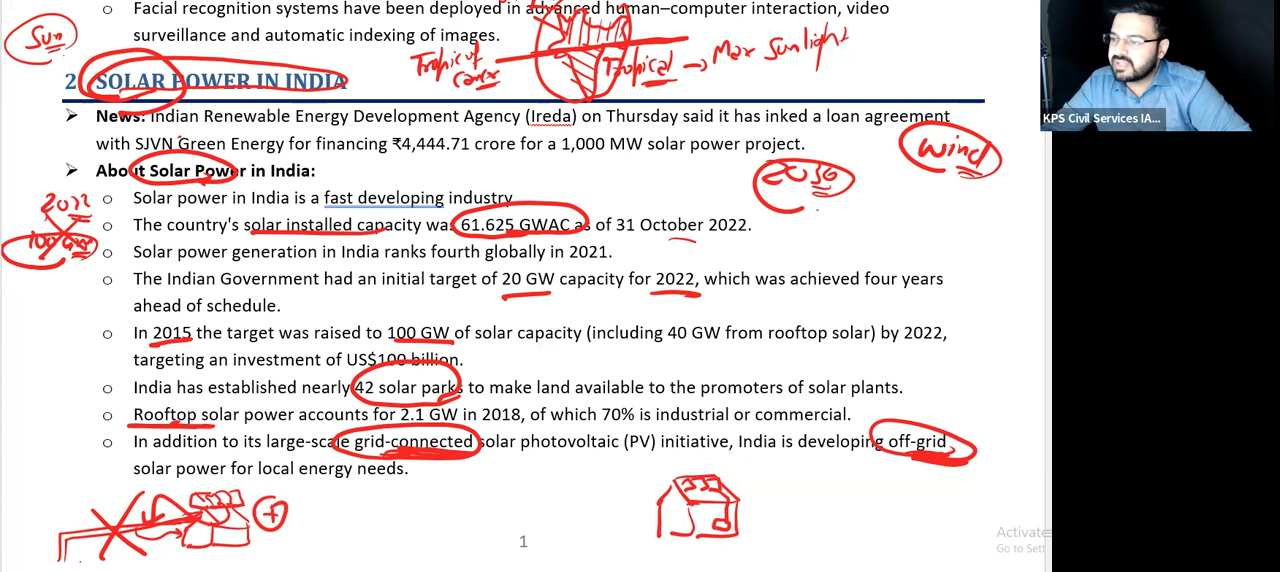 Facial recognition systems have been deployed in advanced human–computer interaction, video
surveillance and automatic indexing of images.
Sun
Tropic of
Cancer
Tropical → Max Sunlight
2 SOLAR POWER IN INDIA
➤ News: Indian Renewable Energy Development Agency (Ireda) on Thursday said it has inked a loan agreement
with SJVN Green Energy for financing ₹4,444.71 crore for a 1,000 MW solar power project.
wind
➤ About Solar Power in India:
2030
o Solar power in India is a fast developing industry
2022
o The country's solar installed capacity was 61.625 GWAC as of 31 October 2022.
100 GW
o Solar power generation in India ranks fourth globally in 2021.
o The Indian Government had an initial target of 20 GW capacity for 2022, which was achieved four years
ahead of schedule.
o In 2015 the target was raised to 100 GW of solar capacity (including 40 GW from rooftop solar) by 2022,
targeting an investment of US$100 billion.
o India has established nearly 42 solar parks to make land available to the promoters of solar plants.
o Rooftop solar power accounts for 2.1 GW in 2018, of which 70% is industrial or commercial.
o In addition to its large-scale grid-connected solar photovoltaic (PV) initiative, India is developing off-grid
solar power for local energy needs.
1
KPS Civil Services IA...
Activate
Go to Sett